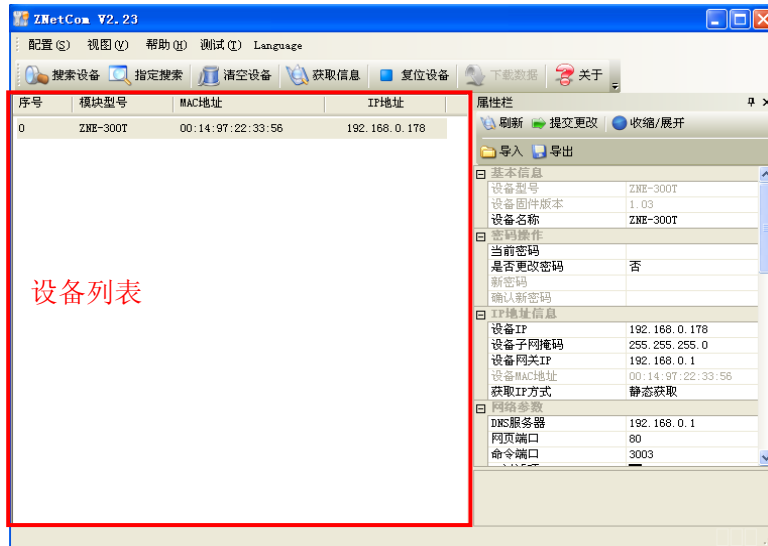 ZNetCom V2.23
配置(S) 视图(V) 帮助(H) 测试(T) Language
搜索设备 指定搜索 清空设备 获取信息 复位设备 下载数据 关于
序号 模块型号 MAC地址 IP地址
0 ZNE-300T 00:14:97:22:33:56 192.168.0.178
设备列表
属性栏
刷新 提交更改 收缩/展开
导入 导出
基本信息
设备型号 ZNE-300T
设备固件版本 1.03
设备名称 ZNE-300T
密码操作
当前密码
是否更改密码 否
新密码
确认新密码
IP地址信息
设备IP 192.168.0.178
设备子网掩码 255.255.255.0
设备网关IP 192.168.0.1
设备MAC地址 00:14:97:22:33:56
获取IP方式 静态获取
网络参数
DNS服务器 192.168.0.1
网页端口 80
命令端口 3003